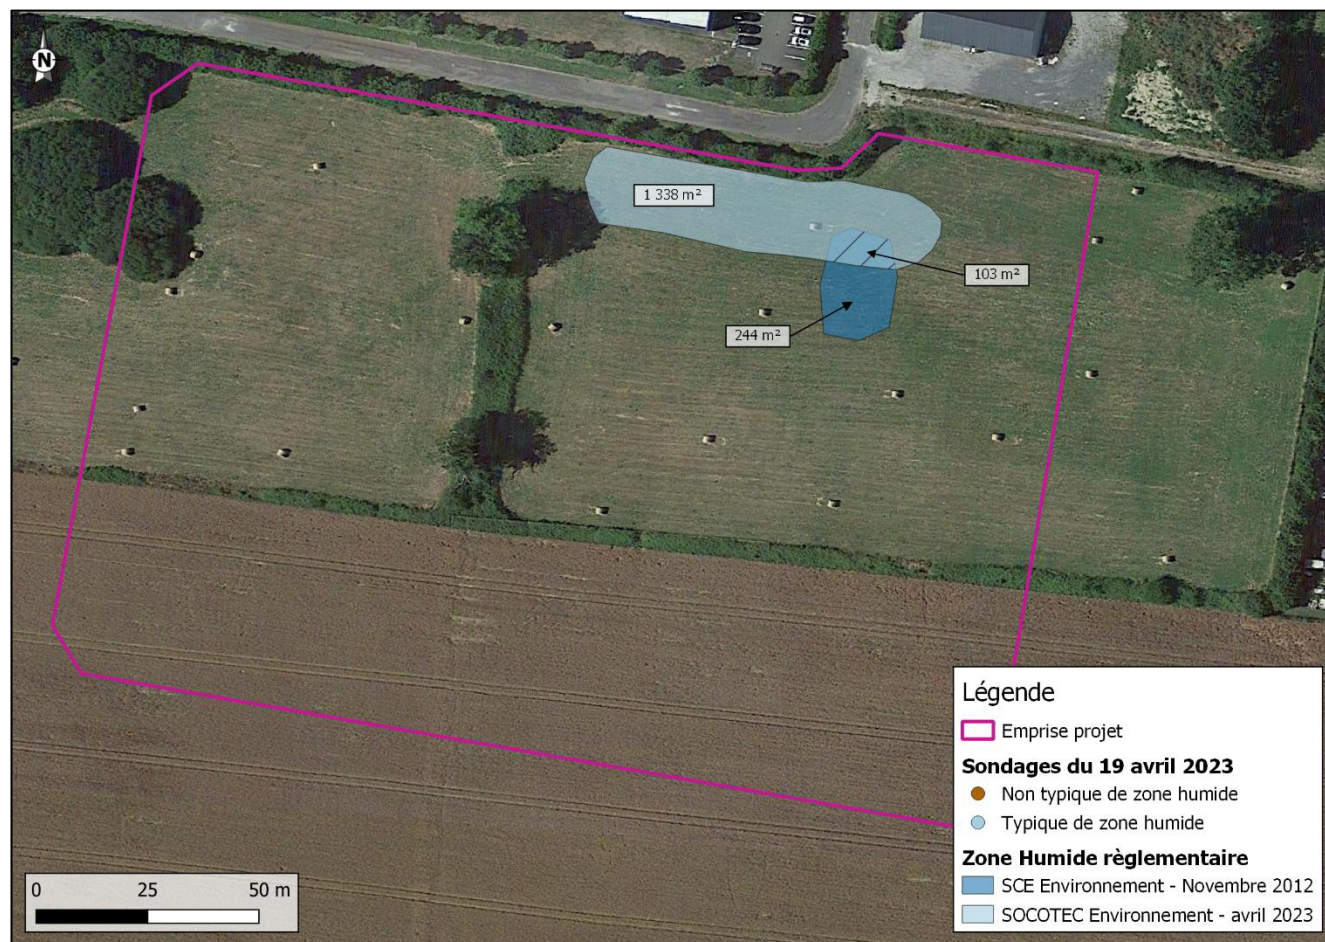 N
1 338 m²
103 m²
244 m²
0 25 50 m
Légende
Emprise projet
Sondages du 19 avril 2023
Non typique de zone humide
Typique de zone humide
Zone Humide règlementaire
SCE Environnement - Novembre 2012
SOCOTEC Environnement - avril 2023